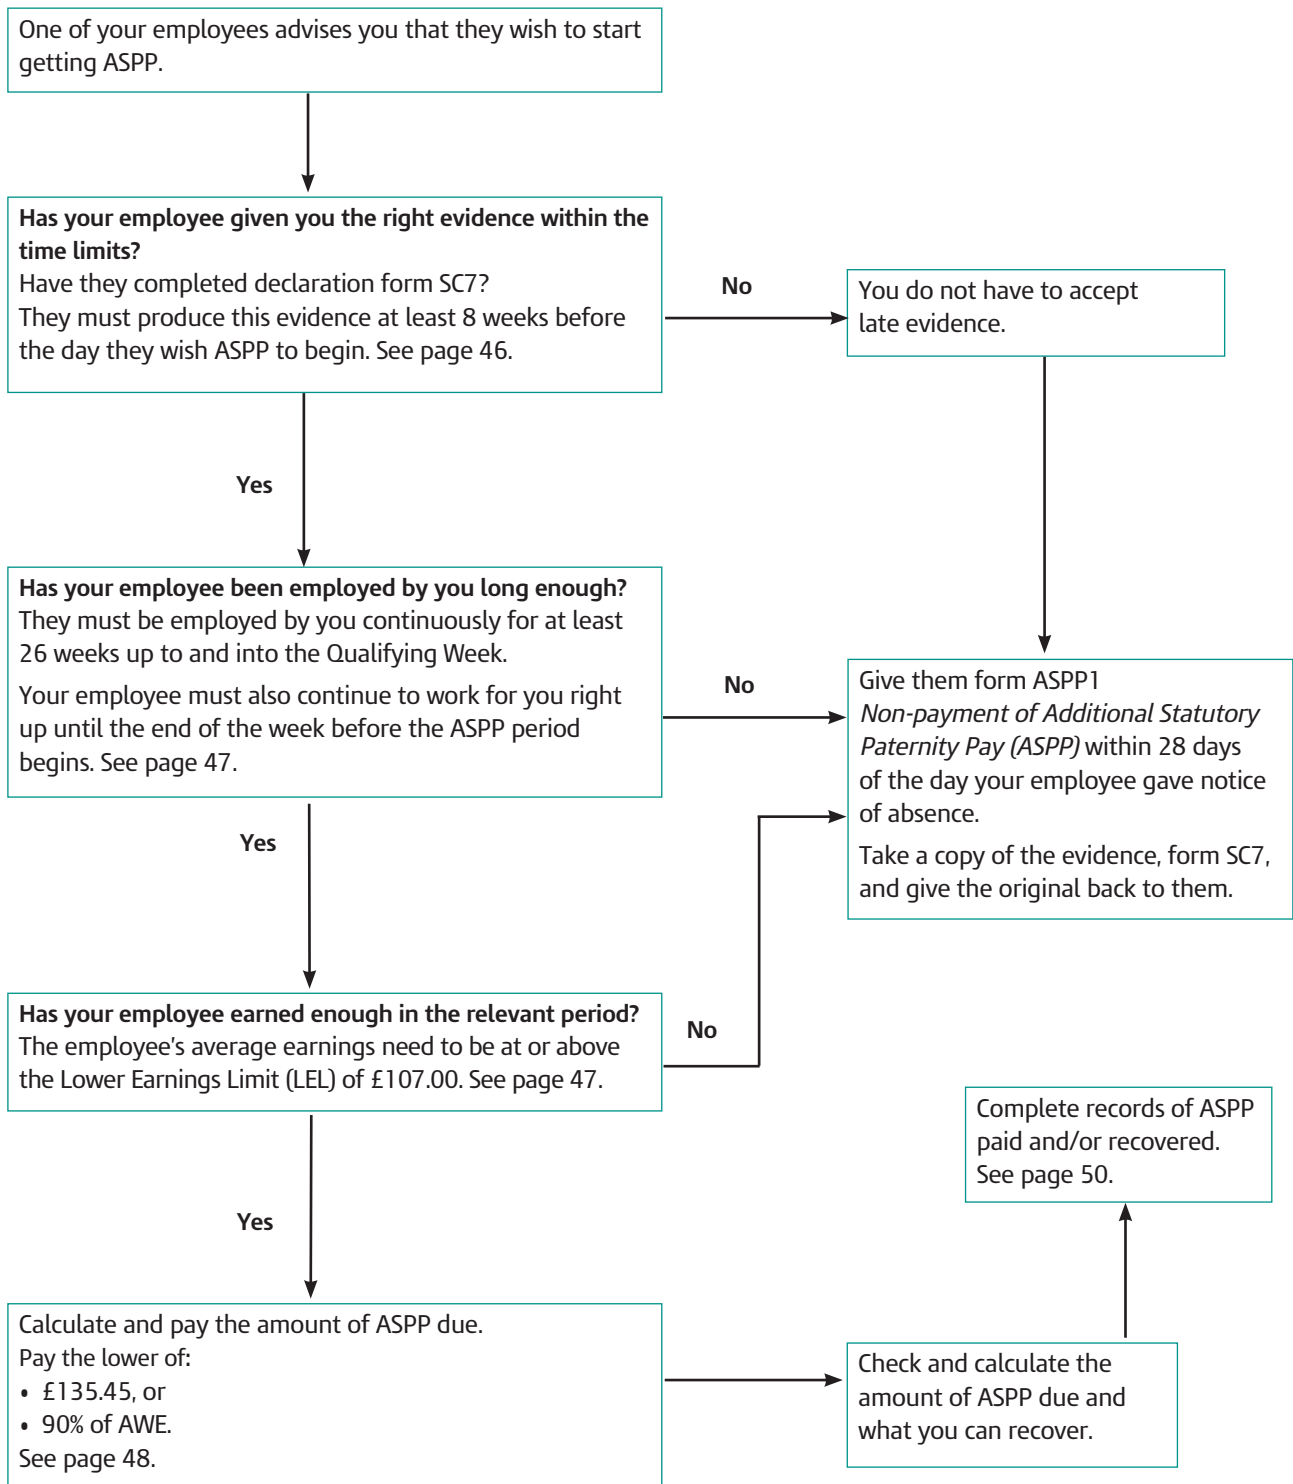 One of your employees advises you that they wish to start
getting ASPP.
Has your employee given you the right evidence within the
time limits?
Have they completed declaration form SC7?
They must produce this evidence at least 8 weeks before
the day they wish ASPP to begin. See page 46.
No
You do not have to accept
late evidence.
Yes
Has your employee been employed by you long enough?
They must be employed by you continuously for at least
26 weeks up to and into the Qualifying Week.
Your employee must also continue to work for you right
up until the end of the week before the ASPP period
begins. See page 47.
No
Give them form ASPP1
Non-payment of Additional Statutory
Paternity Pay (ASPP) within 28 days
of the day your employee gave notice
of absence.
Take a copy of the evidence, form SC7,
and give the original back to them.
Yes
Has your employee earned enough in the relevant period?
The employee's average earnings need to be at or above
the Lower Earnings Limit (LEL) of £107.00. See page 47.
No
Yes
Calculate and pay the amount of ASPP due.
Pay the lower of:
• £135.45, or
• 90% of AWE.
See page 48.
Check and calculate the
amount of ASPP due and
what you can recover.
Complete records of ASPP
paid and/or recovered.
See page 50.